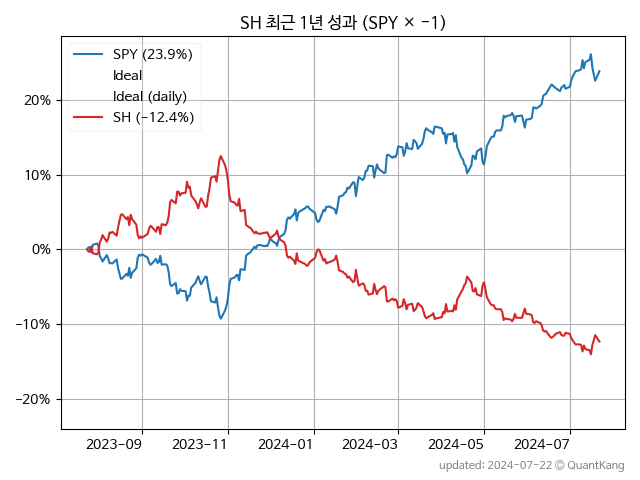 SH 최근 1년 성과 (SPY × -1)
SPY (23.9%)
Ideal
Ideal (daily)
SH (-12.4%)
20%
10%
0%
-10%
-20%
2023-09 2023-11 2024-01 2024-03 2024-05 2024-07
updated: 2024-07-22 © QuantKang